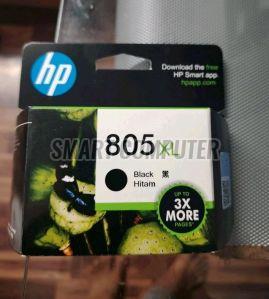 hp
Download the free
HP Smart app
hpapp.com
805 XL
SMART COMPUTER
Black 黑
Hitam
UP TO
3X
MORE
PAGES*